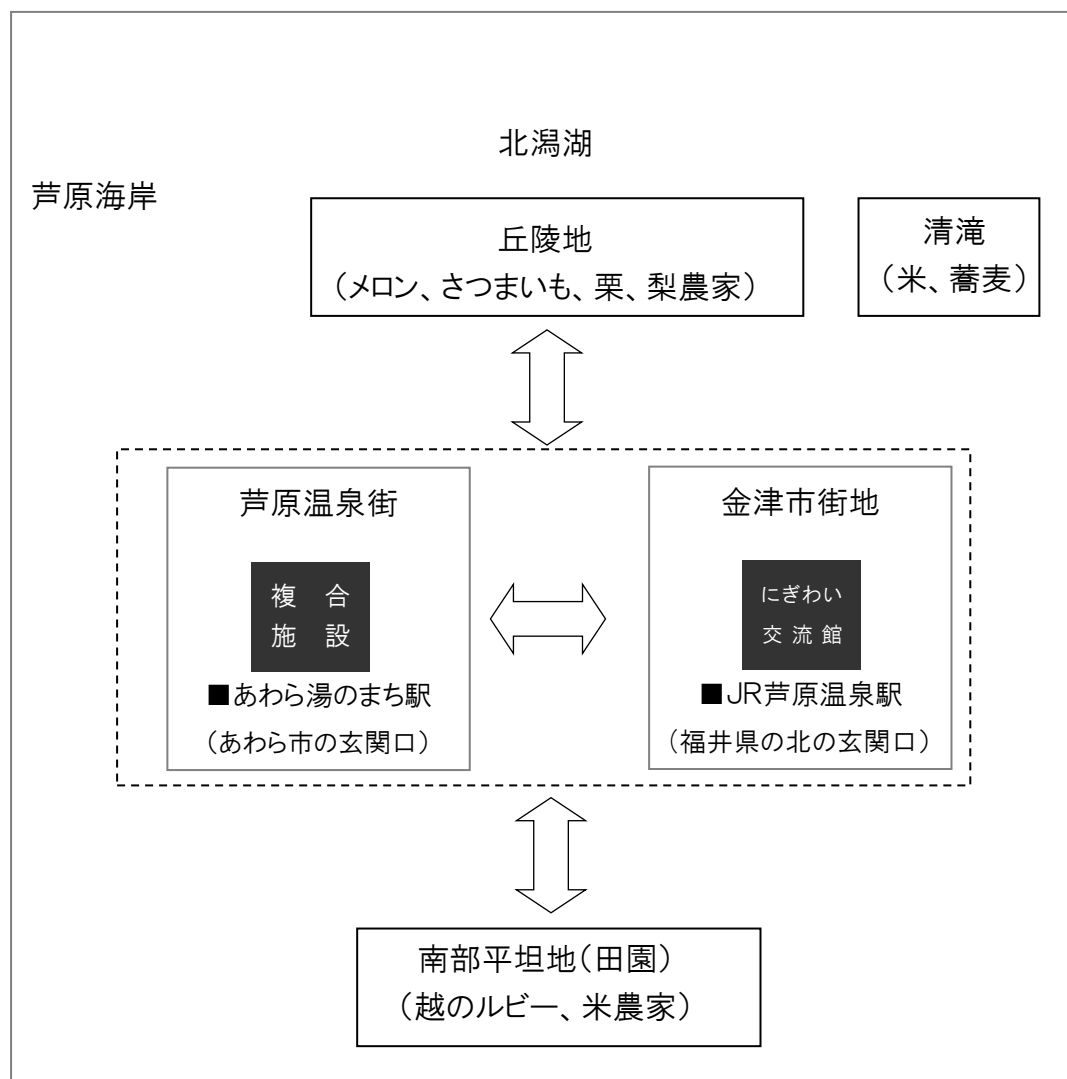 北潟湖
芦原海岸
丘陵地
（メロン、さつまいも、栗、梨農家）
清滝
（米、蕎麦）
芦原温泉街
複　合
施　設
■あわら湯のまち駅
（あわら市の玄関口）
金津市街地
にぎわい
交 流 館
■JR芦原温泉駅
（福井県の北の玄関口）
南部平坦地（田園）
（越のルビー、米農家）